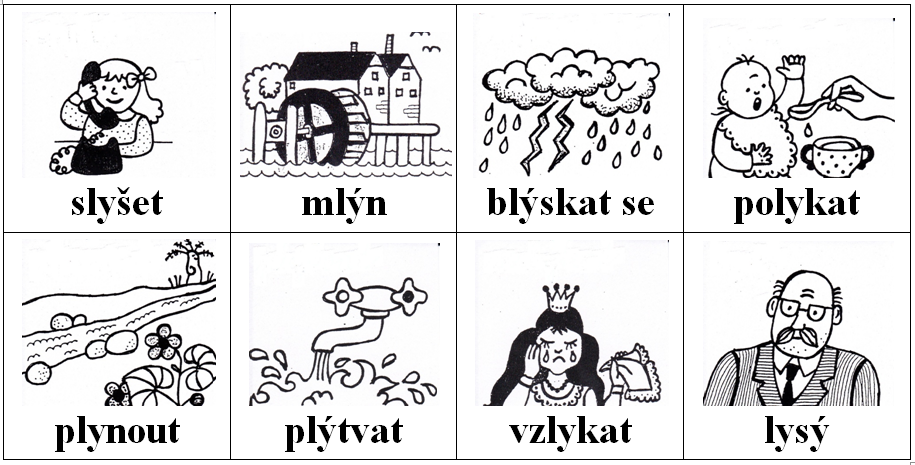 slyšet mlýn blýskat se polykat
plynout plýtvat vzlykat lysý